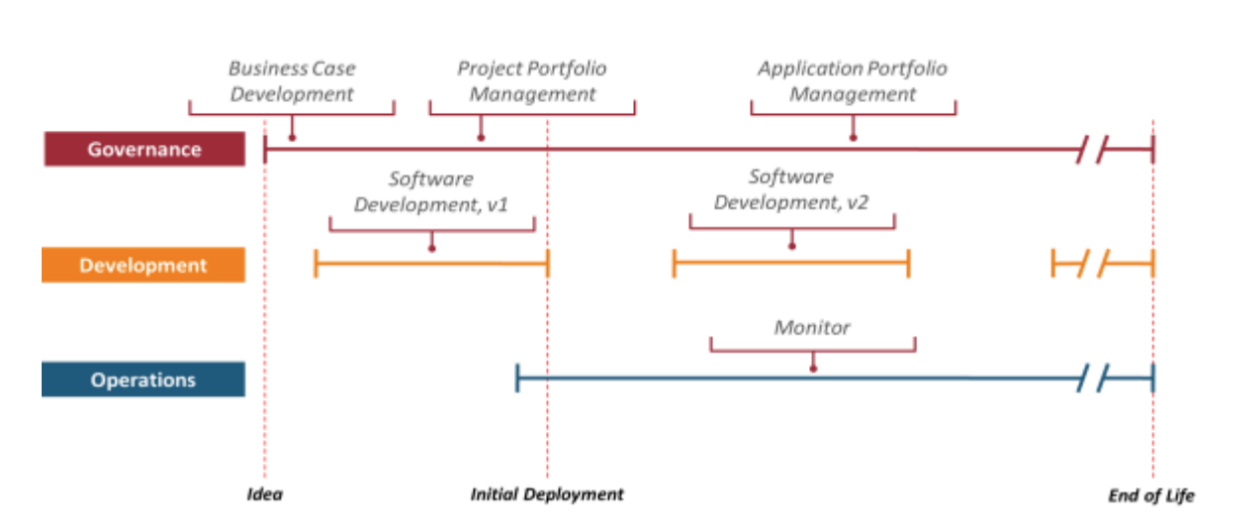 Business Case
Development
Project Portfolio
Management
Application Portfolio
Management
Governance
Software
Development, v1
Software
Development, v2
Development
Monitor
Operations
Idea
Initial Deployment
End of Life